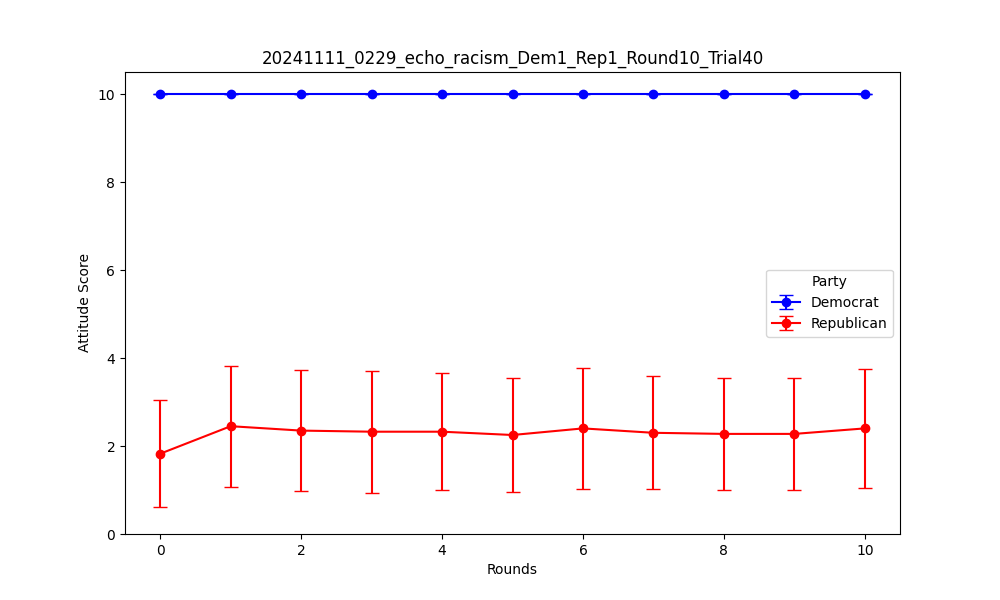 20241111_0229_echo_racism_Dem1_Rep1_Round10_Trial40
10
8
6
4
2
0
Attitude Score
Party
Democrat
Republican
0 2 4 6 8 10
Rounds